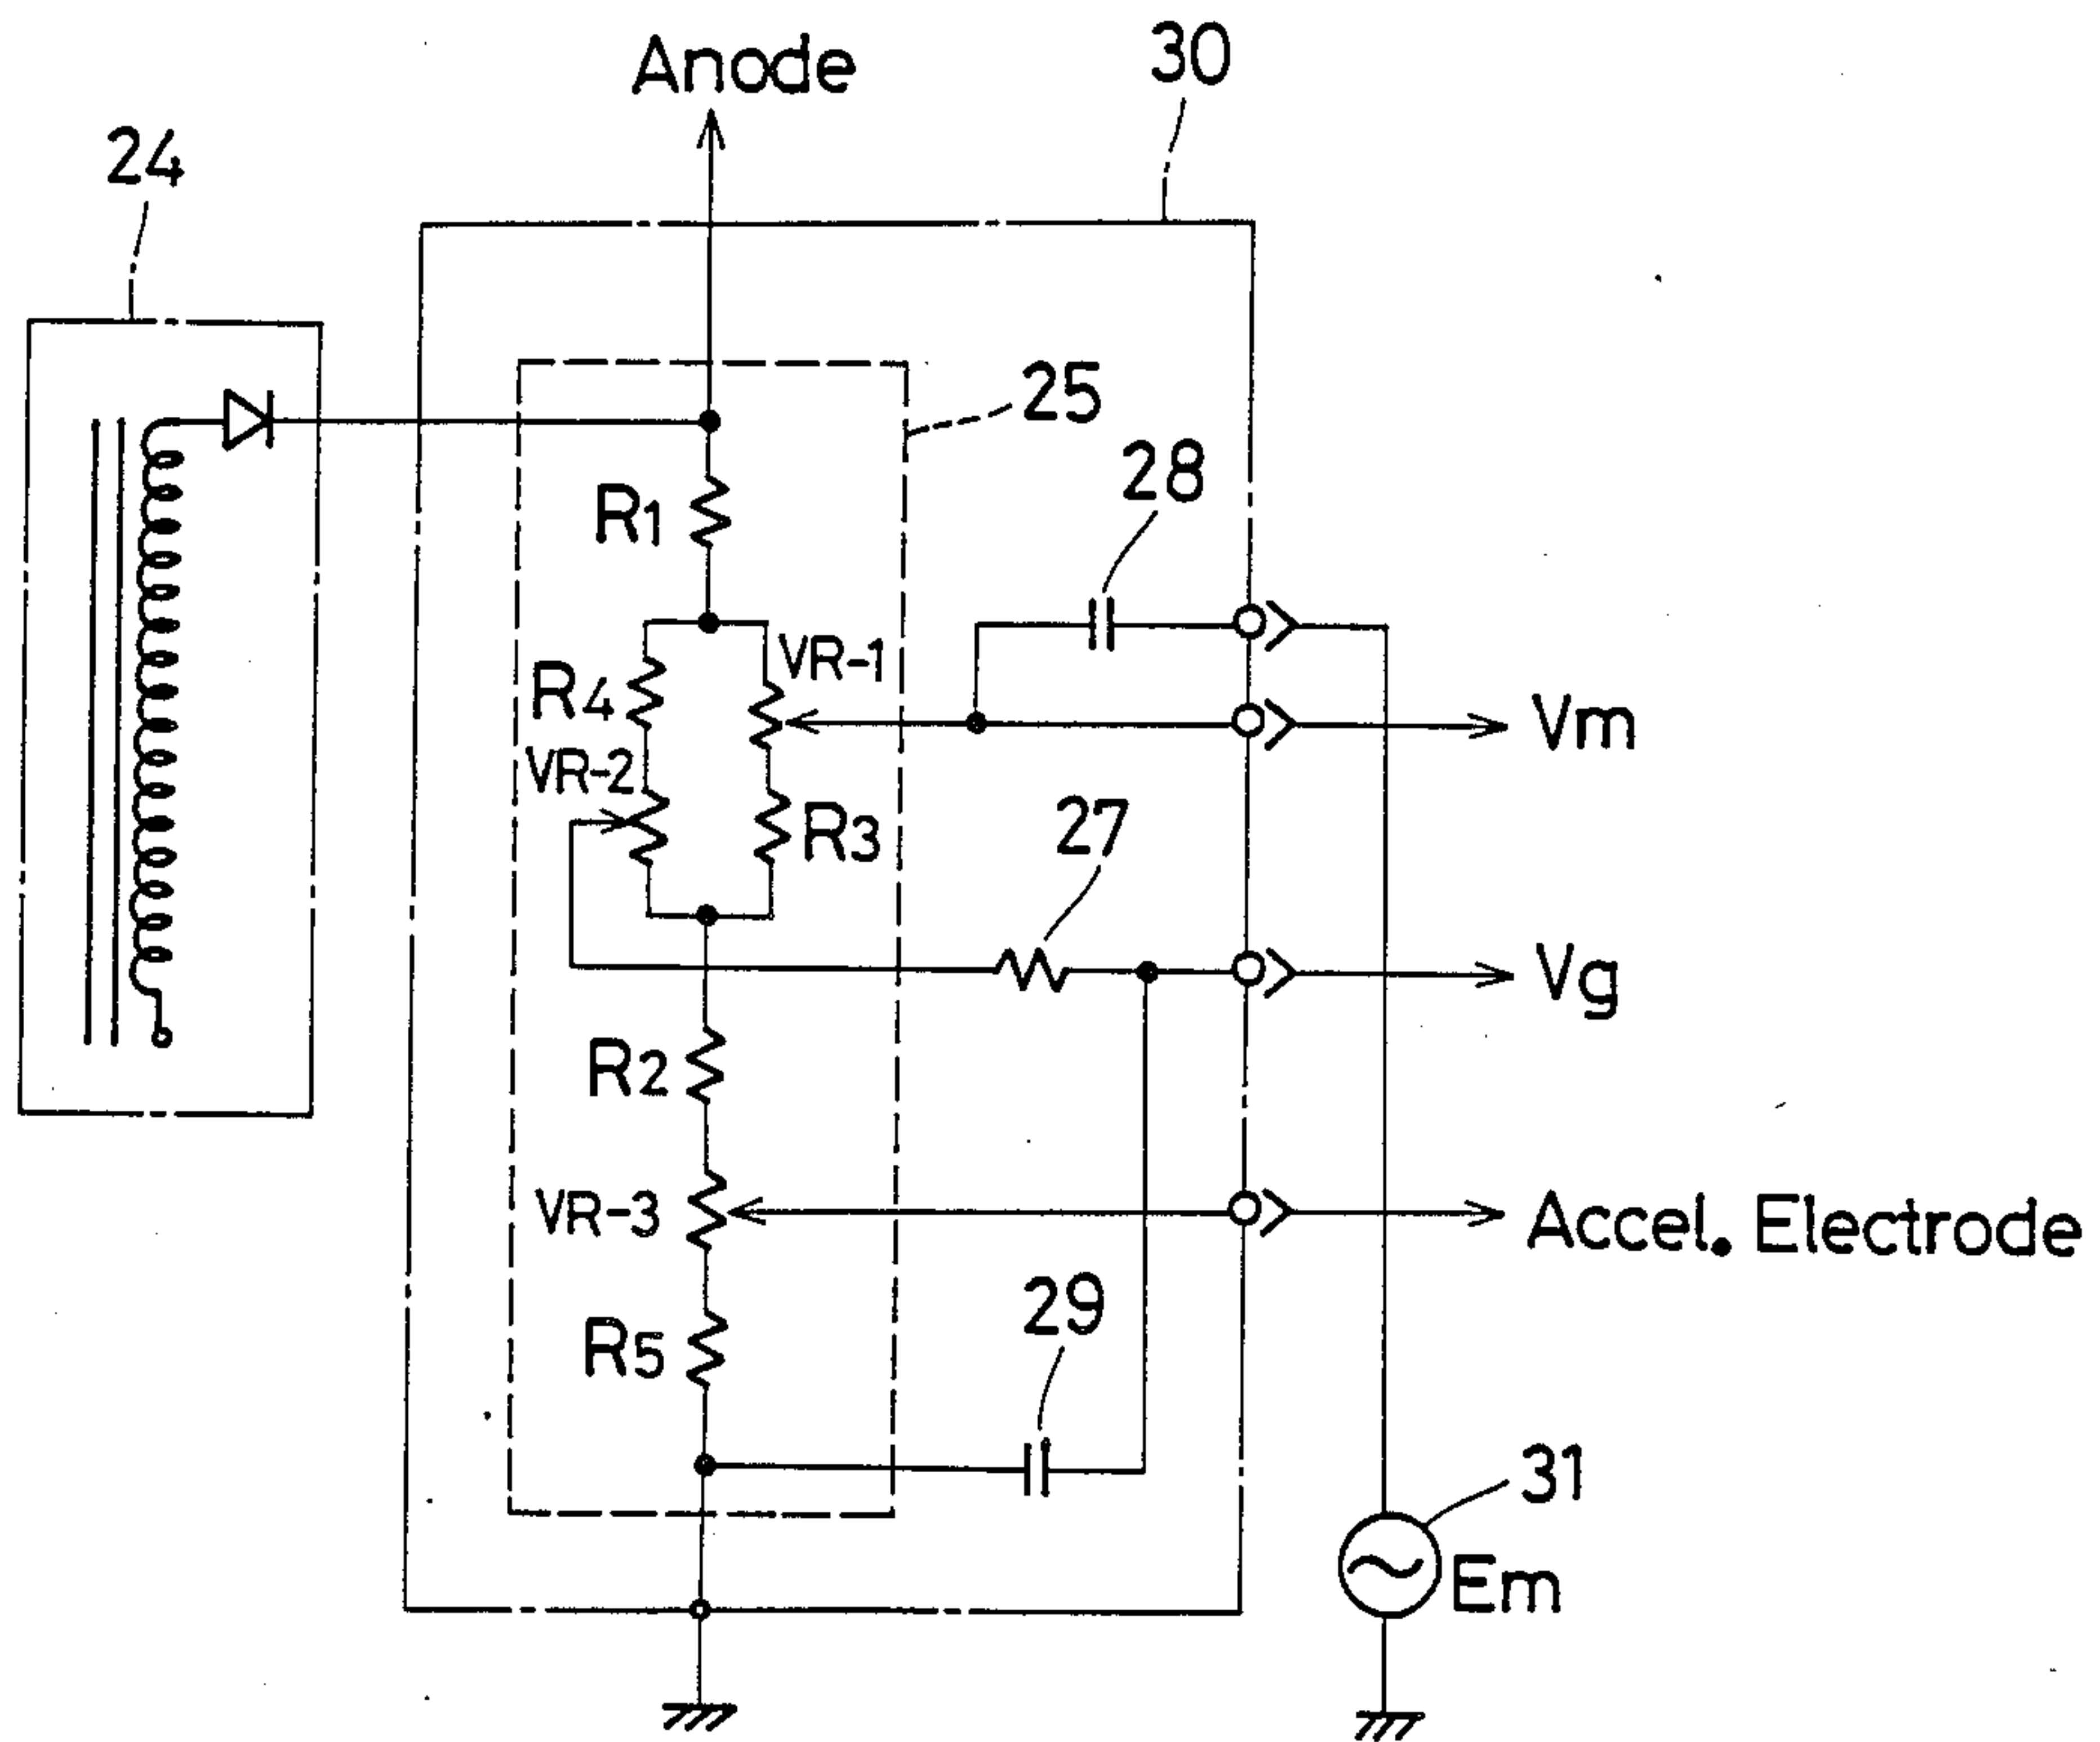 Anode
30
24
25
28
R1
VR-1
R4
Vm
VR-2
27
R3
Vg
R2
VR-3
Accel. Electrode
29
R5
31
Em